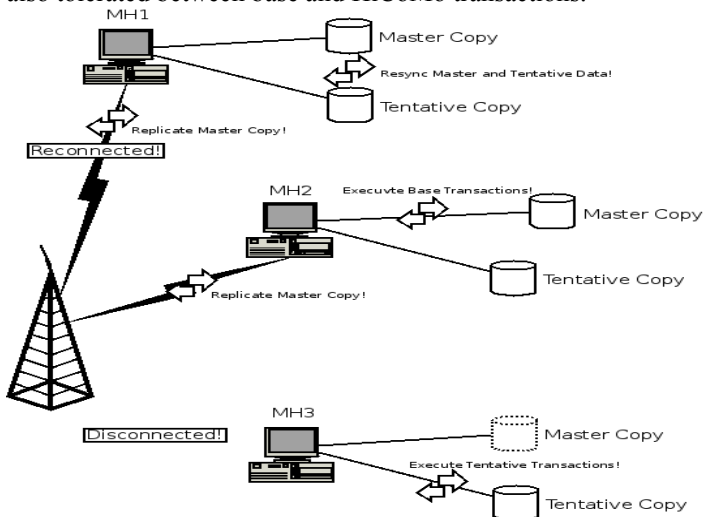 also tolerated between base and IHCoMo transactions.
MH1
Master Copy
Resync Master and Tentative Data!
Tentative Copy
Replicate Master Copy!
Reconnected!
MH2
Execuvte Base Transactions!
Master Copy
Tentative Copy
Replicate Master Copy!
MH3
Disconnected!
Master Copy
Execute Tentative Transactions!
Tentative Copy